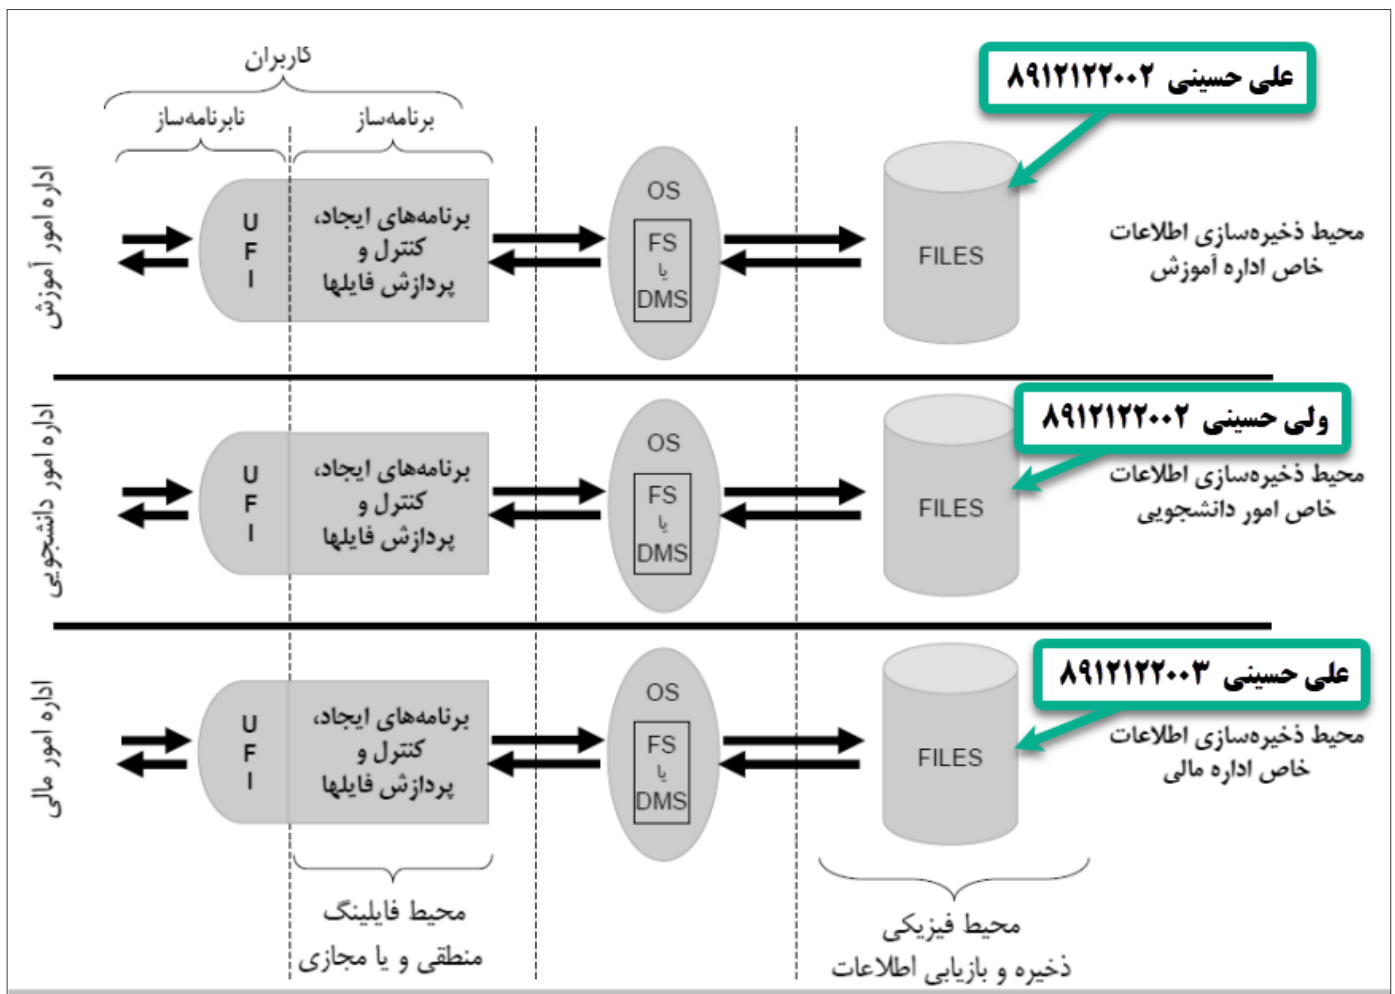 کاربران
نابرنامه‌ساز
برنامه‌ساز
علی حسینی ۸۹۱۲۱۲۲۰۰۲
اداره امور آموزش
U
F
I
برنامه‌های ایجاد،
کنترل و
پردازش فایلها
OS
FS
یا
DMS
FILES
محیط ذخیره‌سازی اطلاعات
خاص اداره آموزش
اداره امور دانشجویی
U
F
I
برنامه‌های ایجاد،
کنترل و
پردازش فایلها
OS
FS
یا
DMS
FILES
ولی حسینی ۸۹۱۲۱۲۲۰۰۲
محیط ذخیره‌سازی اطلاعات
خاص امور دانشجویی
اداره امور مالی
U
F
I
برنامه‌های ایجاد،
کنترل و
پردازش فایلها
OS
FS
یا
DMS
FILES
علی حسینی ۸۹۱۲۱۲۲۰۰۳
محیط ذخیره‌سازی اطلاعات
خاص اداره مالی
محیط فایلینگ
منطقی و یا مجازی
محیط فیزیکی
ذخیره و بازیابی اطلاعات